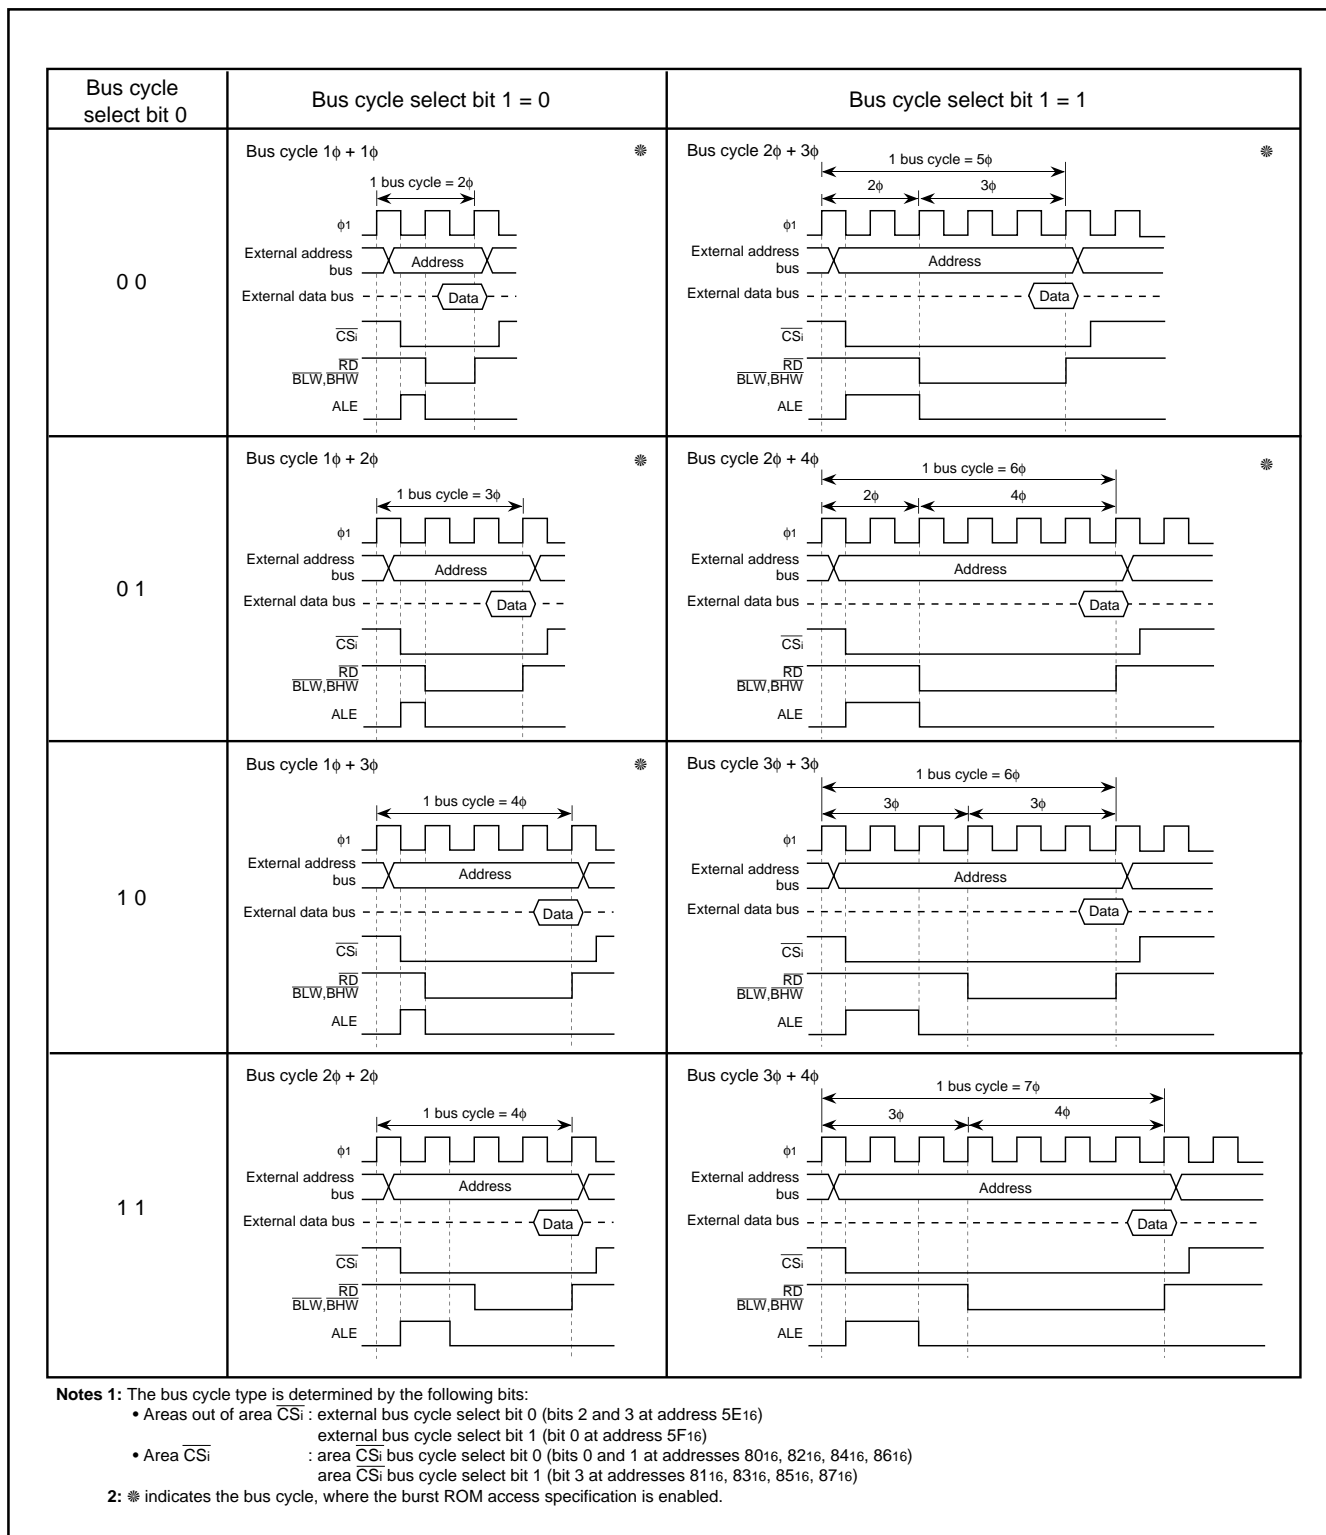 Bus cycle
select bit 0
Bus cycle select bit 1 = 0
Bus cycle select bit 1 = 1
0 0
Bus cycle 1ϕ + 1ϕ ❊
1 bus cycle = 2ϕ
ϕ1
External address
bus
Address
External data bus
Data
CSi
RD
BLW,BHW
ALE
Bus cycle 2ϕ + 3ϕ ❊
1 bus cycle = 5ϕ
2ϕ 3ϕ
ϕ1
External address
bus
Address
External data bus
Data
CSi
RD
BLW,BHW
ALE
0 1
Bus cycle 1ϕ + 2ϕ ❊
1 bus cycle = 3ϕ
ϕ1
External address
bus
Address
External data bus
Data
CSi
RD
BLW,BHW
ALE
Bus cycle 2ϕ + 4ϕ ❊
1 bus cycle = 6ϕ
2ϕ 4ϕ
ϕ1
External address
bus
Address
External data bus
Data
CSi
RD
BLW,BHW
ALE
1 0
Bus cycle 1ϕ + 3ϕ ❊
1 bus cycle = 4ϕ
ϕ1
External address
bus
Address
External data bus
Data
CSi
RD
BLW,BHW
ALE
Bus cycle 3ϕ + 3ϕ
1 bus cycle = 6ϕ
3ϕ 3ϕ
ϕ1
External address
bus
Address
External data bus
Data
CSi
RD
BLW,BHW
ALE
1 1
Bus cycle 2ϕ + 2ϕ
1 bus cycle = 4ϕ
ϕ1
External address
bus
Address
External data bus
Data
CSi
RD
BLW,BHW
ALE
Bus cycle 3ϕ + 4ϕ
1 bus cycle = 7ϕ
3ϕ 4ϕ
ϕ1
External address
bus
Address
External data bus
Data
CSi
RD
BLW,BHW
ALE
Notes 1: The bus cycle type is determined by the following bits:
• Areas out of area CSi : external bus cycle select bit 0 (bits 2 and 3 at address 5E16)
external bus cycle select bit 1 (bit 0 at address 5F16)
• Area CSi : area CSi bus cycle select bit 0 (bits 0 and 1 at addresses 8016, 8216, 8416, 8616)
area CSi bus cycle select bit 1 (bit 3 at addresses 8116, 8316, 8516, 8716)
2: ❊ indicates the bus cycle, where the burst ROM access specification is enabled.